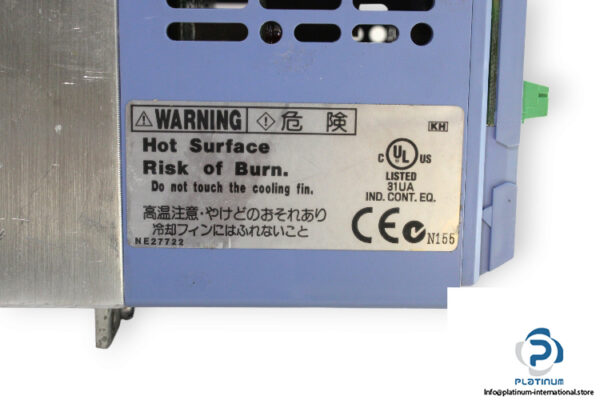 WARNING 危険
KH
Hot Surface
Risk of Burn.
Do not touch the cooling fin.
高温注意・やけどのおそれあり
冷却フィンにはふれないこと
NE27722
C UL US
LISTED
31UA
IND. CONT. EQ.
CE N155
PLATINUM
Info@platinum-international.store